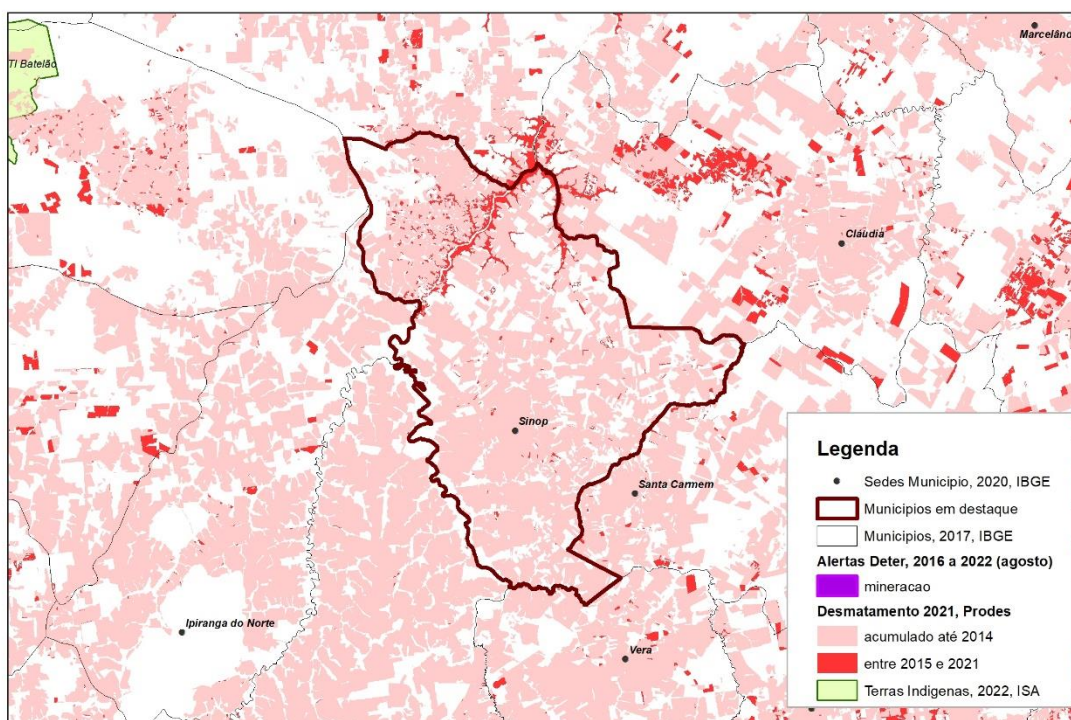 Marcelând
TI Batelão
Cláudia
Sinop
Santa Carmem
Ipiranga do Norte
Vera
Legenda
Sedes Municipio, 2020, IBGE
Municipios em destaque
Municipios, 2017, IBGE
Alertas Deter, 2016 a 2022 (agosto)
mineracao
Desmatamento 2021, Prodes
acumulado até 2014
entre 2015 e 2021
Terras Indigenas, 2022, ISA